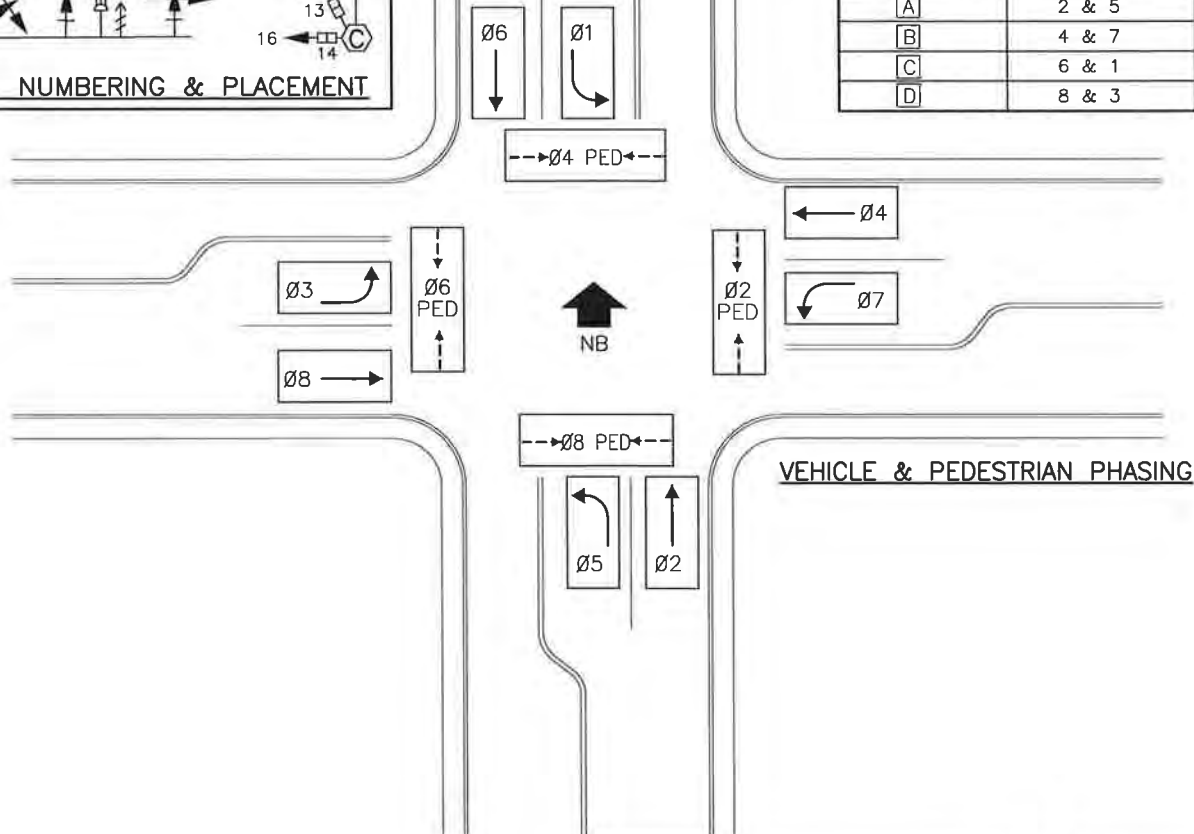 13
16
C
14
NUMBERING & PLACEMENT
A 2 & 5
B 4 & 7
C 6 & 1
D 8 & 3
Ø6
Ø1
Ø4 PED
Ø4
Ø3
Ø6
PED
Ø2
PED
Ø7
NB
Ø8
Ø8 PED
VEHICLE & PEDESTRIAN PHASING
Ø5
Ø2